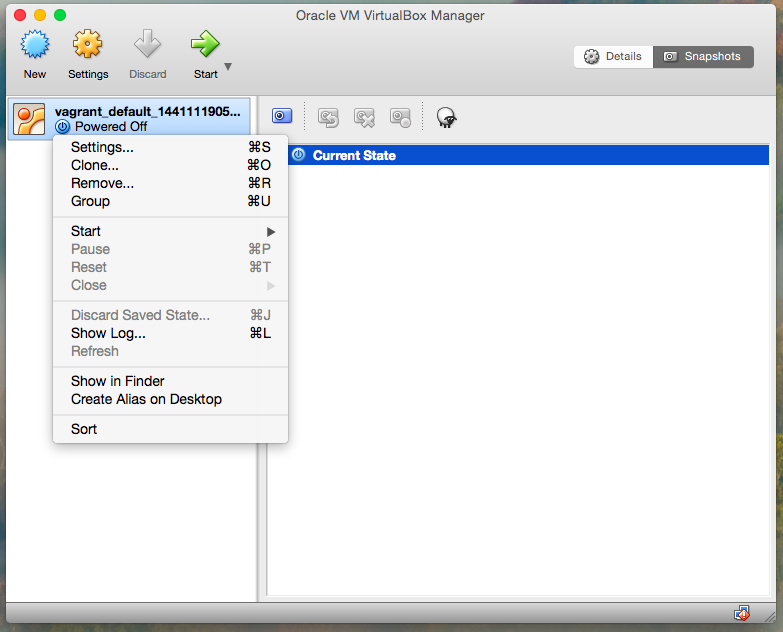 Oracle VM VirtualBox Manager
New
Settings
Discard
Start
Details
Snapshots
vagrant_default_1441111905...
Powered Off
Current State
Settings... ⌘S
Clone... ⌘O
Remove... ⌘R
Group ⌘U
Start
Pause ⌘P
Reset ⌘T
Close
Discard Saved State... ⌘J
Show Log... ⌘L
Refresh
Show in Finder
Create Alias on Desktop
Sort